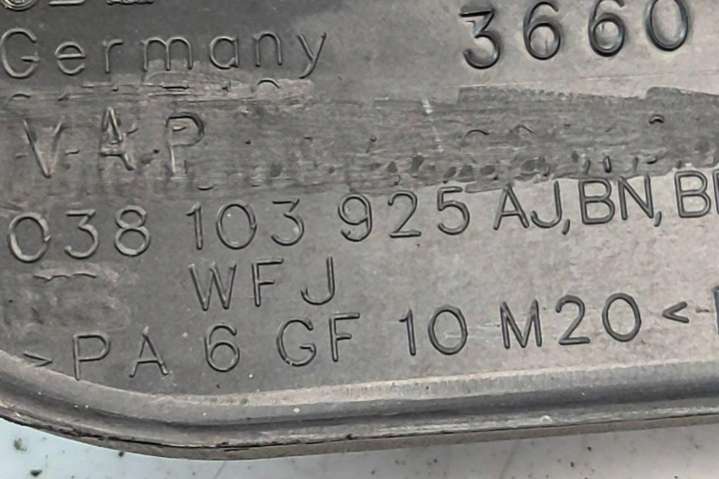 Germany 3660
VAP
038 103 925 AJ,BN,B
WFJ
>PA 6 GF 10 M20<